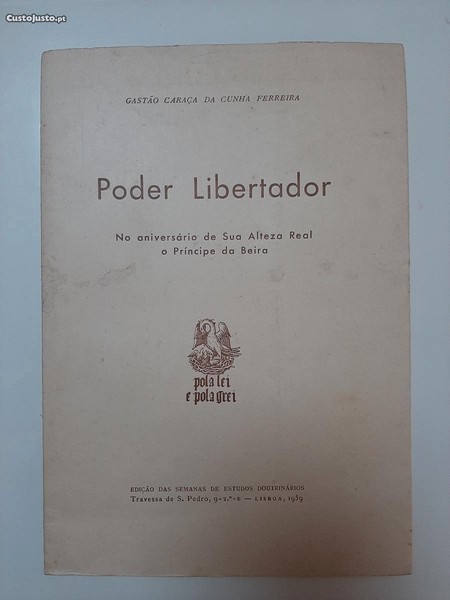 CustoJusto.pt
GASTÃO CARAÇA DA CUNHA FERREIRA
Poder Libertador
No aniversário de Sua Alteza Real
o Príncipe da Beira
pola lei
e pola grei
EDIÇÃO DAS SEMANAS DE ESTUDOS DOUTRINÁRIOS
Travessa de S. Pedro, 9-2.º-E — LISBOA, 1959